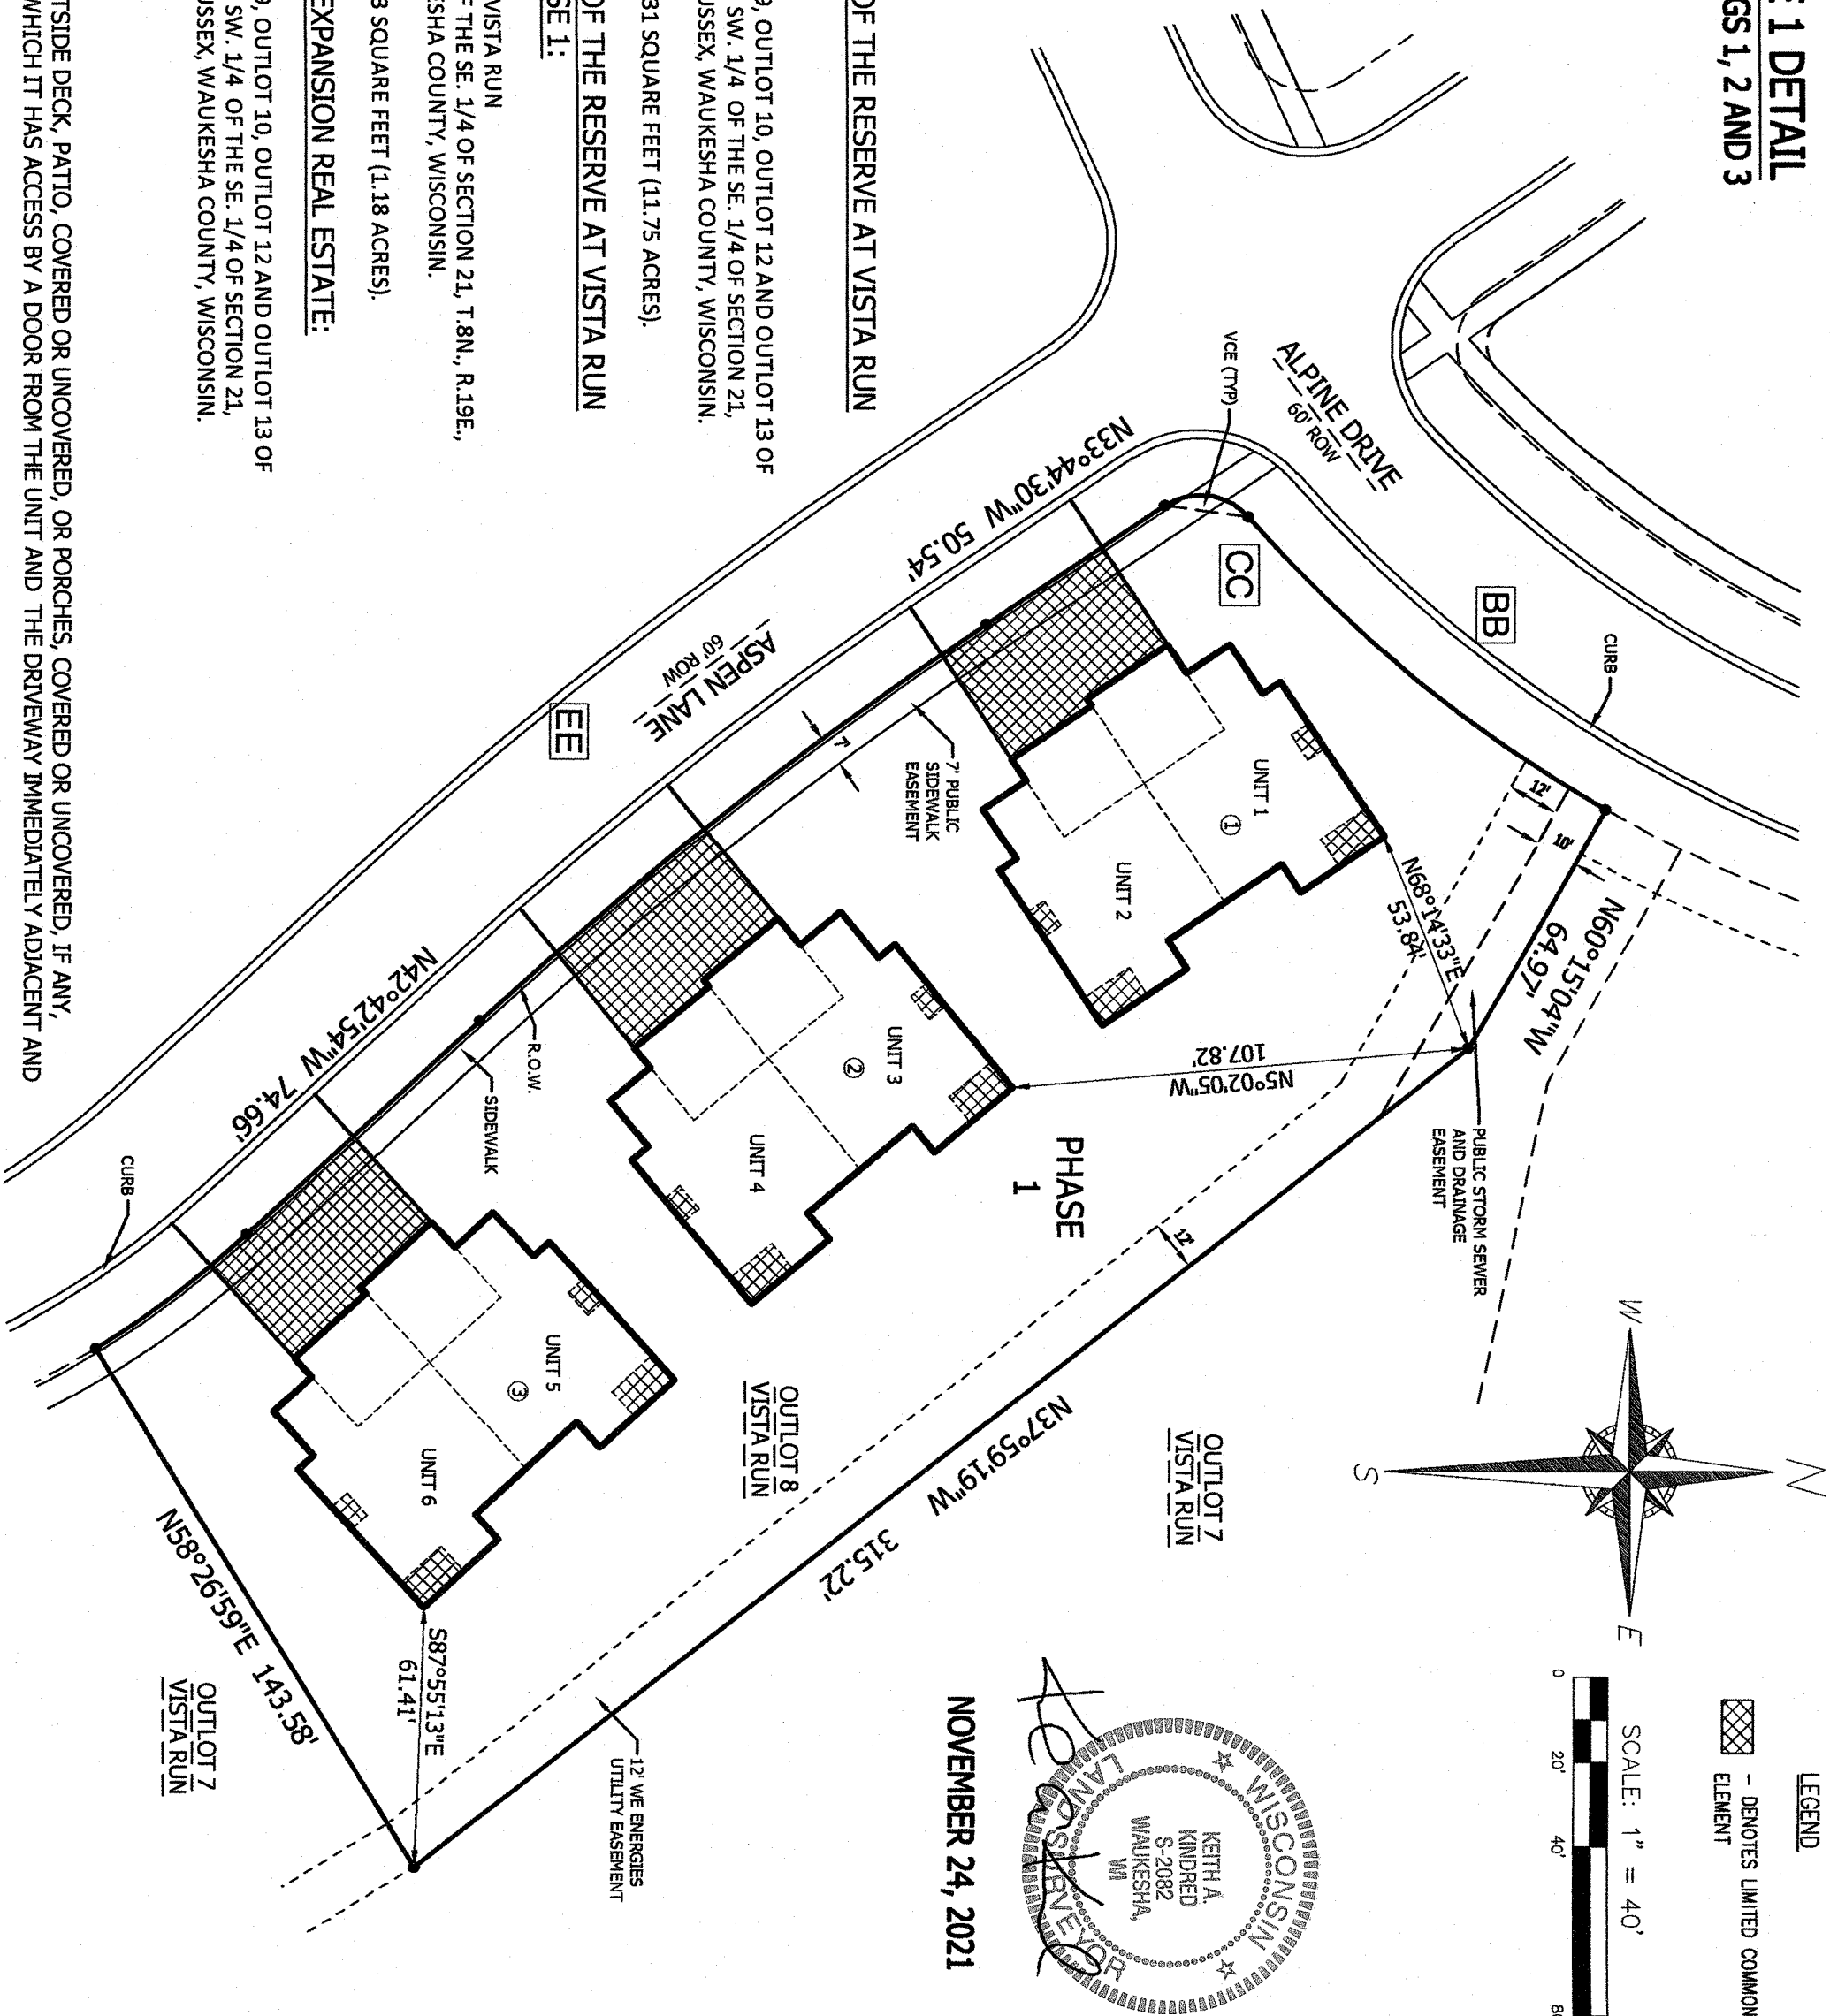 E 1 DETAIL
GS 1, 2 AND 3
OF THE RESERVE AT VISTA RUN
9, OUTLOT 10, OUTLOT 12 AND OUTLOT 13 OF
SW. 1/4 OF THE SE. 1/4 OF SECTION 21,
USSEX, WAUKESHA COUNTY, WISCONSIN.
31 SQUARE FEET (11.75 ACRES).
OF THE RESERVE AT VISTA RUN
SE 1:
VISTA RUN
F THE SE. 1/4 OF SECTION 21, T.8N., R.19E.,
ESHA COUNTY, WISCONSIN.
3 SQUARE FEET (1.18 ACRES).
EXPANSION REAL ESTATE:
9, OUTLOT 10, OUTLOT 12 AND OUTLOT 13 OF
SW. 1/4 OF THE SE. 1/4 OF SECTION 21,
USSEX, WAUKESHA COUNTY, WISCONSIN.
TSIDE DECK, PATIO, COVERED OR UNCOVERED, OR PORCHES, COVERED OR UNCOVERED, IF ANY,
WHICH IT HAS ACCESS BY A DOOR FROM THE UNIT AND THE DRIVEWAY IMMEDIATELY ADJACENT AND
ALPINE DRIVE
60' ROW
VCE (TYP)
BB
CC
CURB
N33°44'30"W 50.54'
ASPEN LANE
60' ROW
EE
7'
7' PUBLIC
SIDEWALK
EASEMENT
UNIT 1
1
UNIT 2
12'
10'
N60°15'04"W
64.97'
N68°14'33"E
53.84'
N5°02'05"W
107.82'
PUBLIC STORM SEWER
AND DRAINAGE
EASEMENT
PHASE
1
UNIT 3
2
UNIT 4
R.O.W.
SIDEWALK
N42°42'54"W 74.66'
CURB
12'
UNIT 5
3
UNIT 6
OUTLOT 8
VISTA RUN
OUTLOT 7
VISTA RUN
N37°59'19"W 315.22'
N58°26'59"E 143.58'
S87°55'13"E
61.41'
OUTLOT 7
VISTA RUN
12' WE ENERGIES
UTILITY EASEMENT
N
W
E
S
LEGEND
- DENOTES LIMITED COMMON
ELEMENT
SCALE: 1" = 40'
0
20'
40'
80
WISCONSIN
KEITH A.
KINDRED
S-2082
WAUKESHA,
WI
LAND SURVEYOR
NOVEMBER 24, 2021